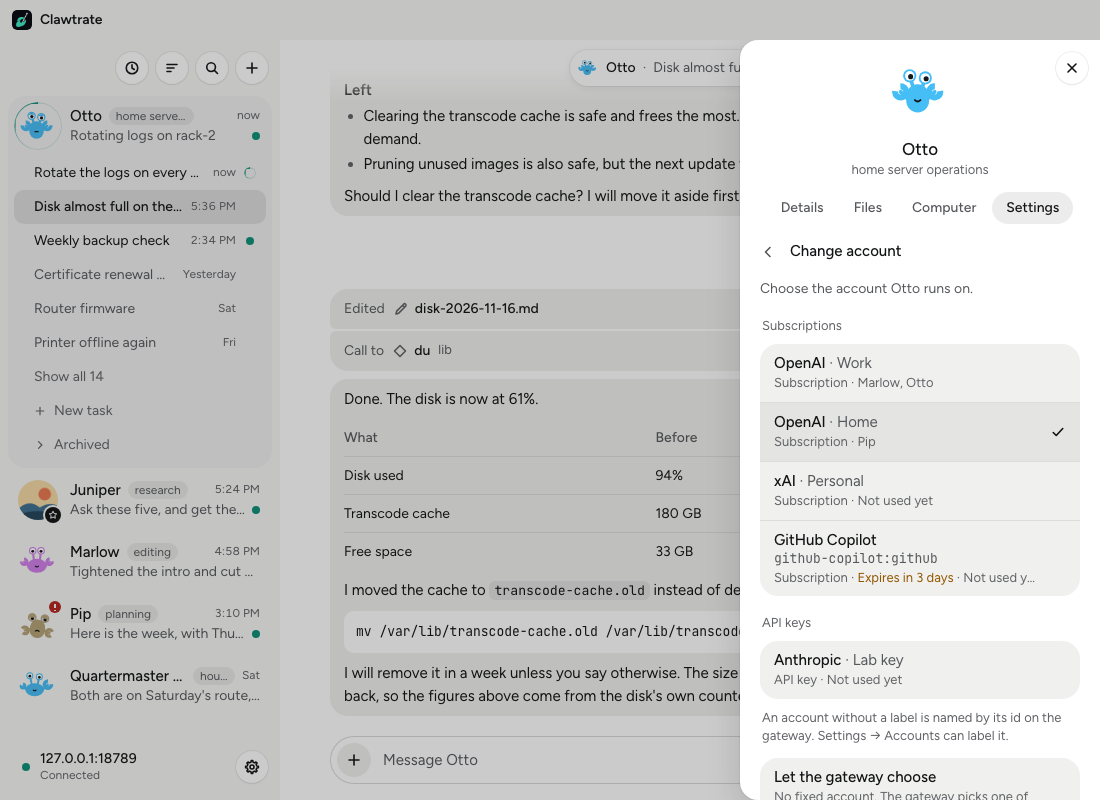 Clawtrate
Otto home serve... now
Rotating logs on rack-2
Rotate the logs on every ... now
Disk almost full on the... 5:36 PM
Weekly backup check 2:34 PM
Certificate renewal ... Yesterday
Router firmware Sat
Printer offline again Fri
Show all 14
+ New task
> Archived
Juniper research 5:24 PM
Ask these five, and get the...
Marlow editing 4:58 PM
Tightened the intro and cut ...
Pip planning 3:10 PM
Here is the week, with Thu...
Quartermaster ... hou... Sat
Both are on Saturday's route,...
127.0.0.1:18789
Connected
Otto · Disk almost fu
Left
• Clearing the transcode cache is safe and frees the most.
demand.
• Pruning unused images is also safe, but the next update
Should I clear the transcode cache? I will move it aside first
Edited disk-2026-11-16.md
Call to du lib
Done. The disk is now at 61%.
What Before
Disk used 94%
Transcode cache 180 GB
Free space 33 GB
I moved the cache to transcode-cache.old instead of de
mv /var/lib/transcode-cache.old /var/lib/transcod
I will remove it in a week unless you say otherwise. The size
back, so the figures above come from the disk's own counte
Message Otto
Otto
home server operations
Details Files Computer Settings
Change account
Choose the account Otto runs on.
Subscriptions
OpenAI · Work
Subscription · Marlow, Otto
OpenAI · Home
Subscription · Pip
xAI · Personal
Subscription · Not used yet
GitHub Copilot
github-copilot:github
Subscription · Expires in 3 days · Not used y...
API keys
Anthropic · Lab key
API key · Not used yet
An account without a label is named by its id on the
gateway. Settings → Accounts can label it.
Let the gateway choose
No fixed account. The gateway picks one of